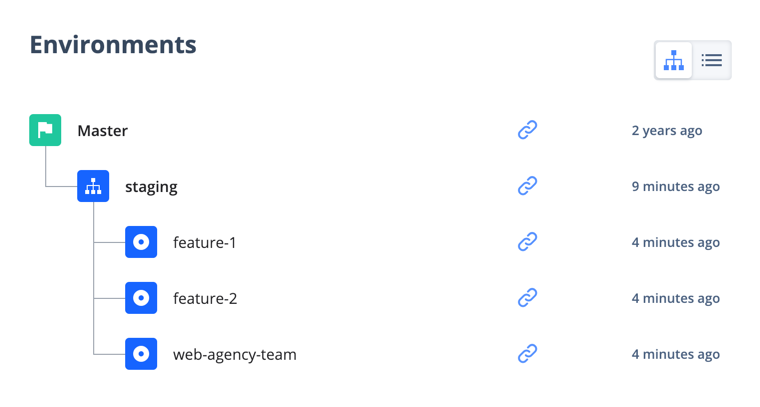 Environments
Master 2 years ago
staging 9 minutes ago
feature-1 4 minutes ago
feature-2 4 minutes ago
web-agency-team 4 minutes ago